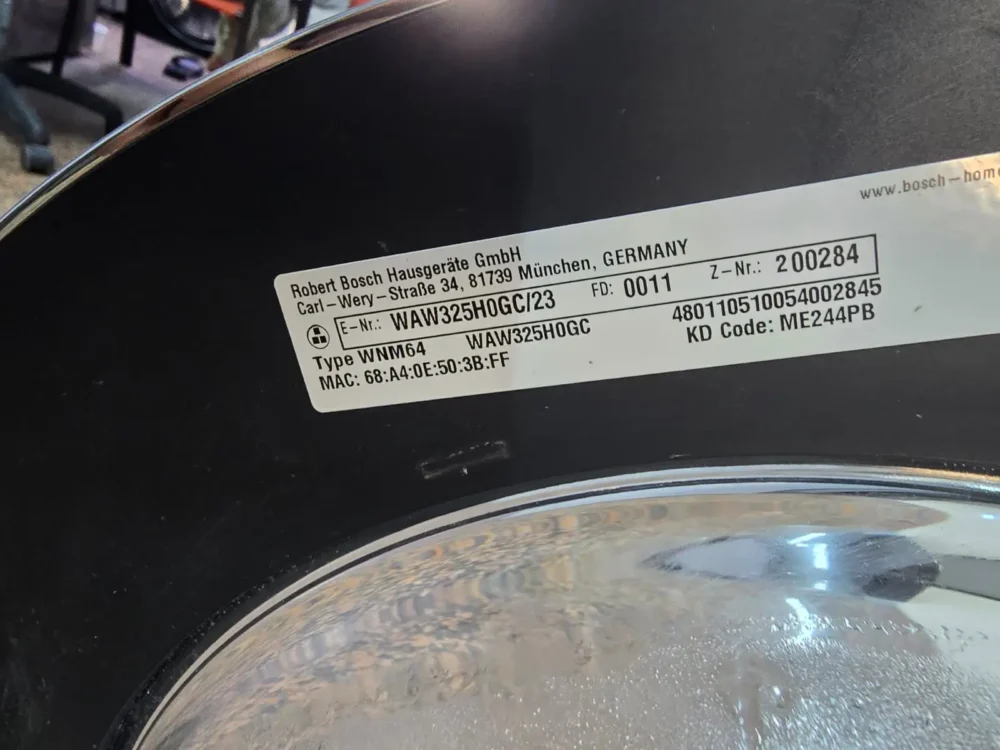 www.bosch-home
Robert Bosch Hausgeräte GmbH
Carl-Wery-Straße 34, 81739 München, GERMANY
E-Nr.: WAW325H0GC/23 FD: 0011 Z-Nr.: 200284
Type WNM64 WAW325H0GC 480110510054002845
MAC: 68:A4:0E:50:3B:FF KD Code: ME244PB